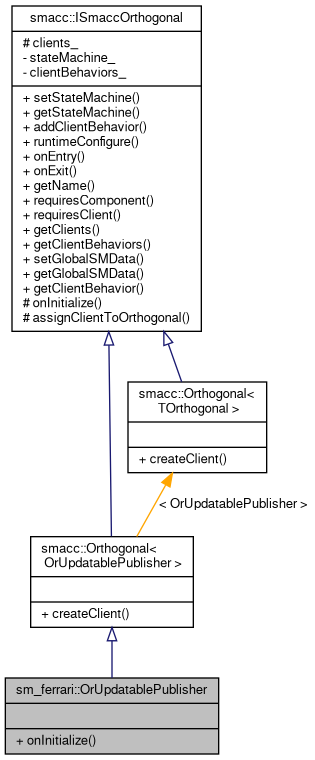 smacc::ISmaccOrthogonal
# clients_
- stateMachine_
- clientBehaviors_
+ setStateMachine()
+ getStateMachine()
+ addClientBehavior()
+ runtimeConfigure()
+ onEntry()
+ onExit()
+ getName()
+ requiresComponent()
+ requiresClient()
+ getClients()
+ getClientBehaviors()
+ setGlobalSMData()
+ getGlobalSMData()
+ getClientBehavior()
# onInitialize()
# assignClientToOrthogonal()
smacc::Orthogonal<
TOrthogonal >
+ createClient()
< OrUpdatablePublisher >
smacc::Orthogonal<
OrUpdatablePublisher >
+ createClient()
sm_ferrari::OrUpdatablePublisher
+ onInitialize()